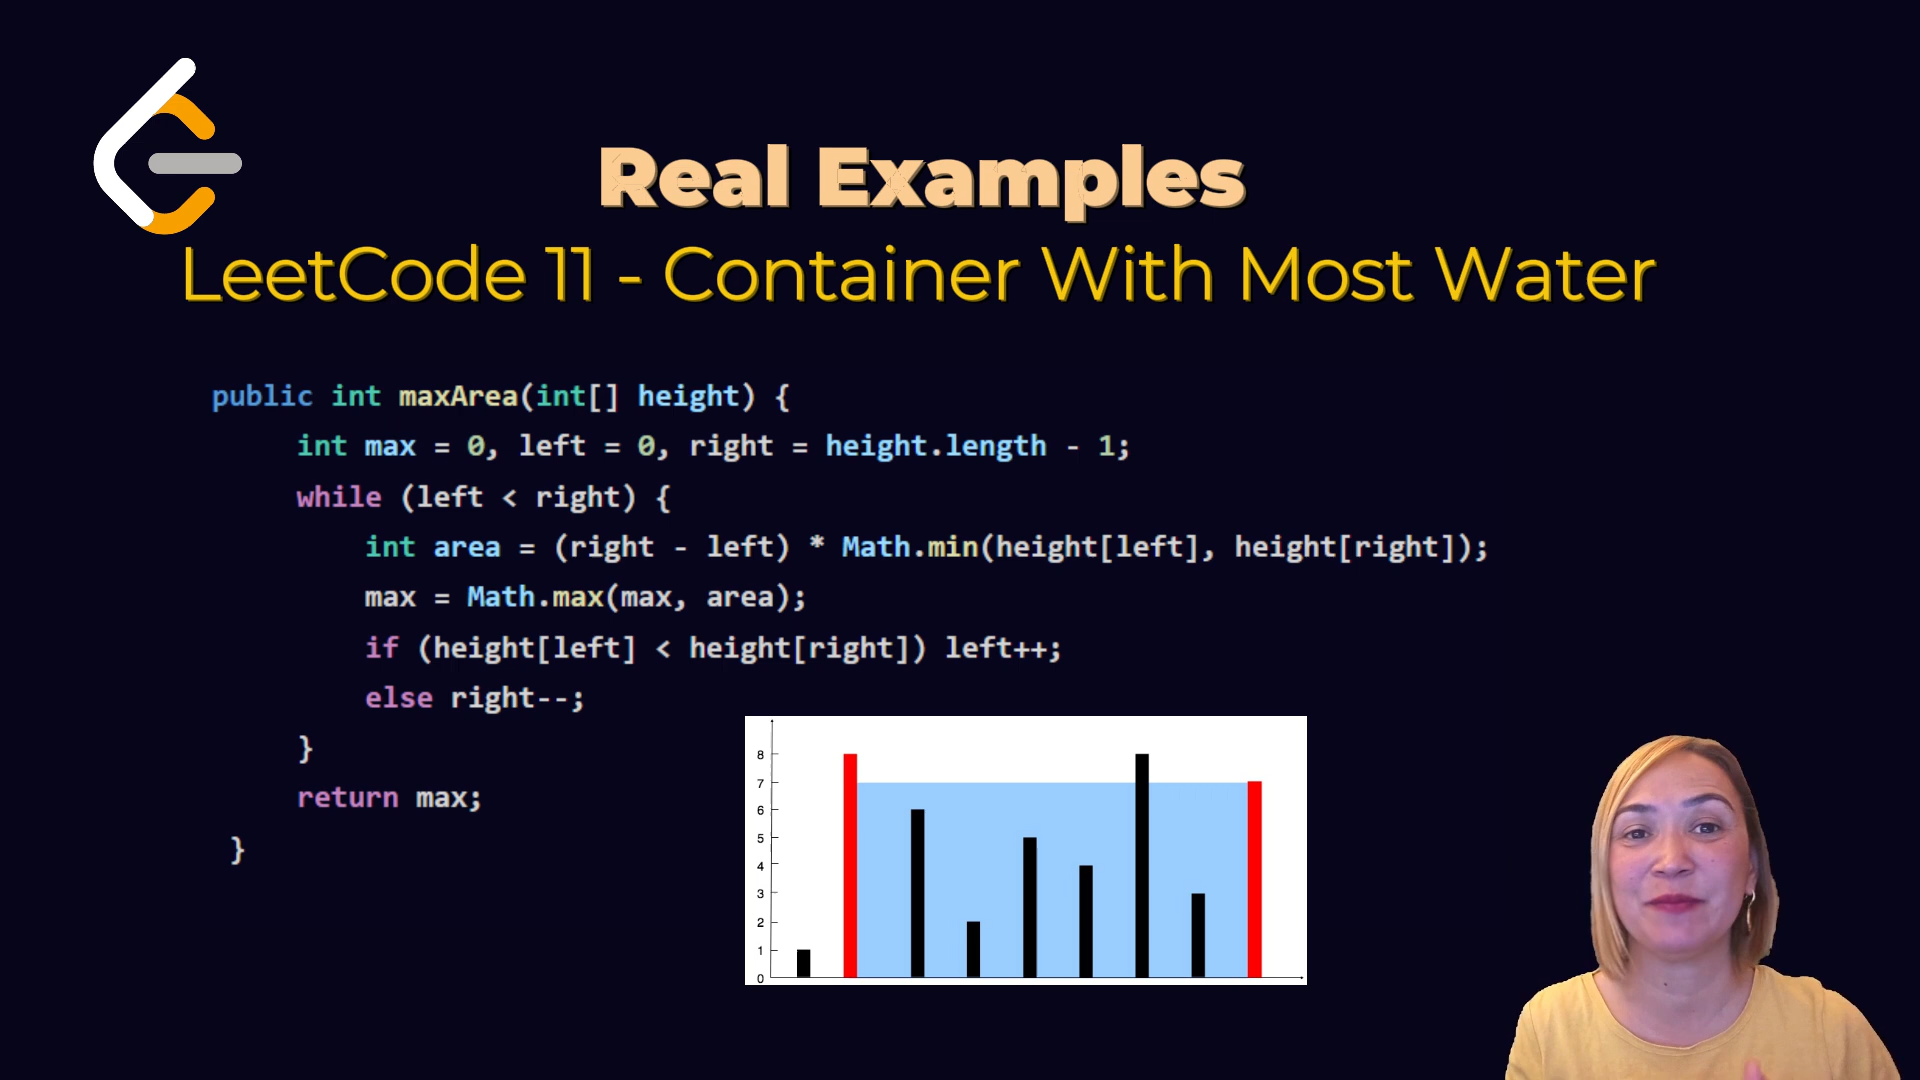 Real Examples
LeetCode 11 - Container With Most Water
public int maxArea(int[] height) {
int max = 0, left = 0, right = height.length - 1;
while (left < right) {
int area = (right - left) * Math.min(height[left], height[right]);
max = Math.max(max, area);
if (height[left] < height[right]) left++;
else right--;
}
return max;
}
8
7
6
5
4
3
2
1
0